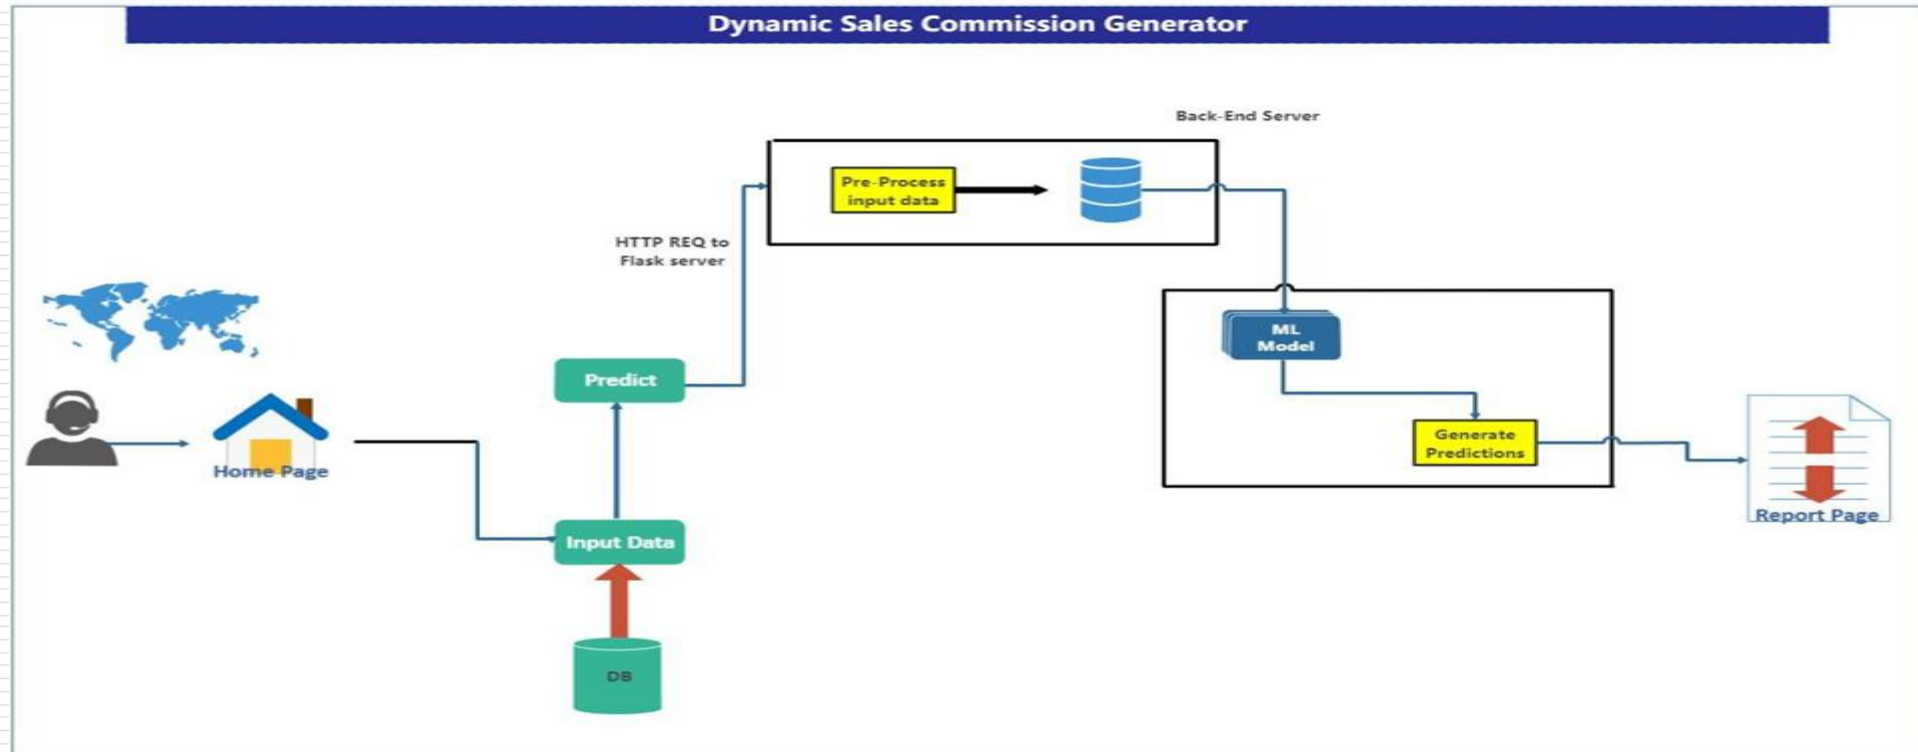 Dynamic Sales Commission Generator
Back-End Server
Pre-Process
input data
HTTP REQ to
Flask server
ML
Model
Predict
Generate
Predictions
Home Page
Report Page
Input Data
DB